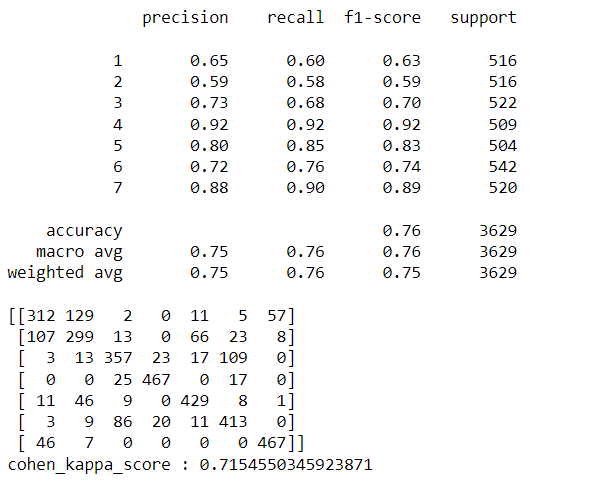 precision recall f1-score support
1 0.65 0.60 0.63 516
2 0.59 0.58 0.59 516
3 0.73 0.68 0.70 522
4 0.92 0.92 0.92 509
5 0.80 0.85 0.83 504
6 0.72 0.76 0.74 542
7 0.88 0.90 0.89 520
accuracy 0.76 3629
macro avg 0.75 0.76 0.76 3629
weighted avg 0.75 0.76 0.75 3629
[[312 129 2 0 11 5 57]
[107 299 13 0 66 23 8]
[ 3 13 357 23 17 109 0]
[ 0 0 25 467 0 17 0]
[ 11 46 9 0 429 8 1]
[ 3 9 86 20 11 413 0]
[ 46 7 0 0 0 0 467]]
cohen_kappa_score : 0.7154550345923871